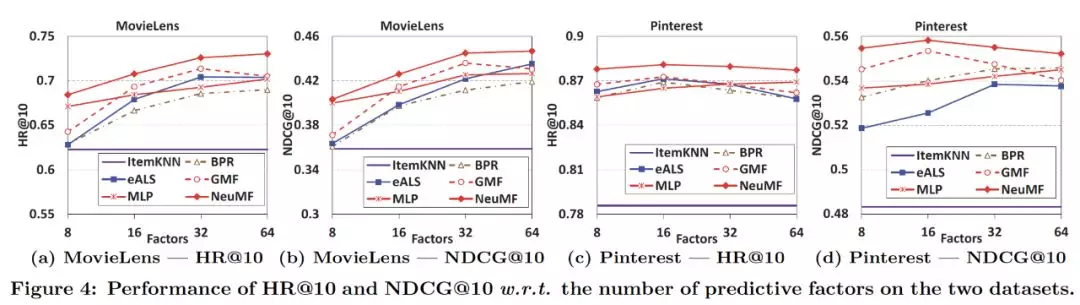 MovieLens
HR@10
0.75
0.7
0.65
0.6
0.55
ItemKNN
BPR
eALS
GMF
MLP
NeuMF
8
16
32
64
Factors
(a) MovieLens — HR@10
MovieLens
NDCG@10
0.46
0.42
0.38
0.34
0.3
ItemKNN
BPR
eALS
GMF
MLP
NeuMF
8
16
32
64
Factors
(b) MovieLens — NDCG@10
Pinterest
HR@10
0.9
0.87
0.84
0.81
0.78
ItemKNN
BPR
eALS
GMF
MLP
NeuMF
8
16
32
64
Factors
(c) Pinterest — HR@10
Pinterest
NDCG@10
0.56
0.54
0.52
0.5
0.48
ItemKNN
BPR
eALS
GMF
MLP
NeuMF
8
16
32
64
Factors
(d) Pinterest — NDCG@10
Figure 4: Performance of HR@10 and NDCG@10 w.r.t. the number of predictive factors on the two datasets.